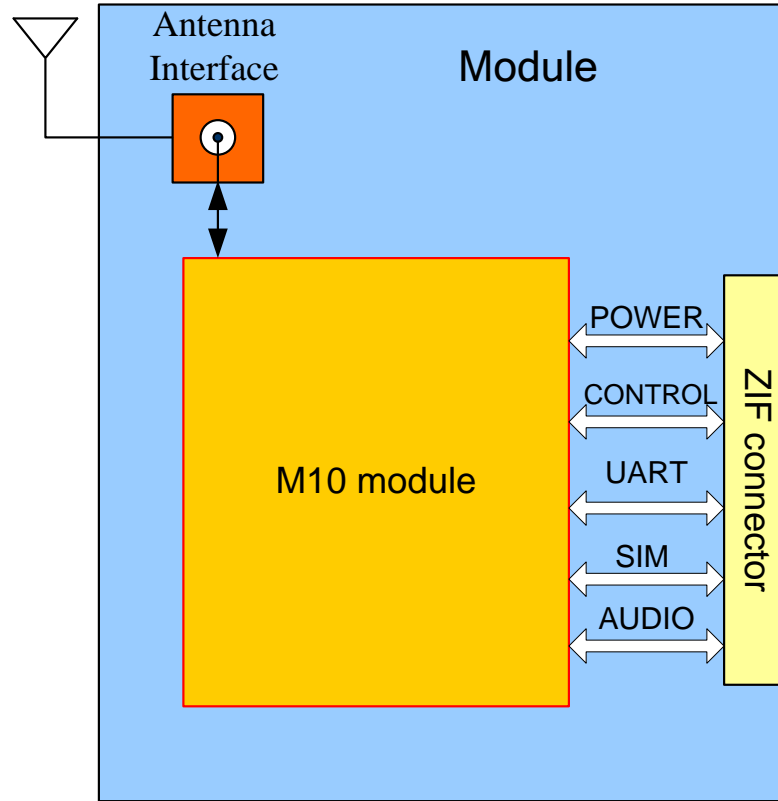 Antenna
Interface
Module
POWER
CONTROL
UART
SIM
AUDIO
M10 module
ZIF connector